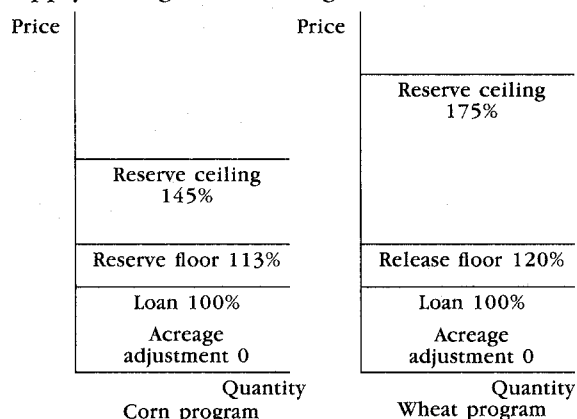 Price
Reserve ceiling
145%
Reserve floor 113%
Loan 100%
Acreage
adjustment 0
Quantity
Corn program
Price
Reserve ceiling
175%
Release floor 120%
Loan 100%
Acreage
adjustment 0
Quantity
Wheat program